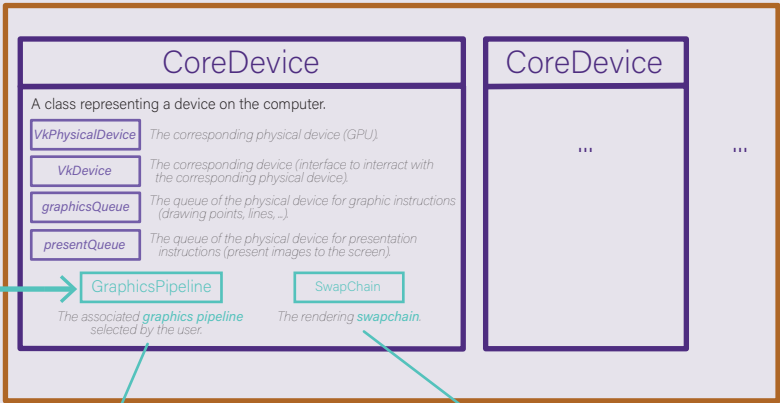 CoreDevice
A class representing a device on the computer.
VkPhysicalDevice
The corresponding physical device (GPU).
VkDevice
The corresponding device (interface to interract with
the corresponding physical device).
graphicsQueue
The queue of the physical device for graphic instructions
(drawing points, lines, ...).
presentQueue
The queue of the physical device for presentation
instructions (present images to the screen).
GraphicsPipeline
The associated graphics pipeline
selected by the user.
SwapChain
The rendering swapchain.
CoreDevice
...
...